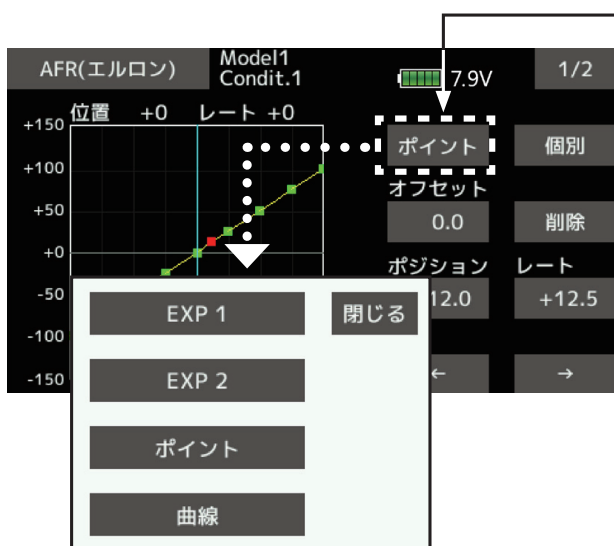 AFR(エルロン)
Model1
Condit.1
7.9V
1/2
位置 +0 レート +0
+150
+100
+50
+0
-50
-100
-150
ポイント
個別
オフセット
0.0
削除
ポジション レート
12.0
+12.5
←
→
EXP 1
閉じる
EXP 2
ポイント
曲線